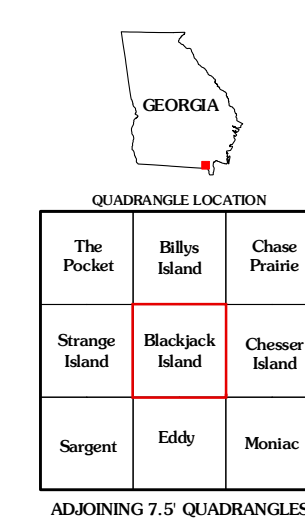 GEORGIA
QUADRANGLE LOCATION
The
Pocket
Billys
Island
Chase
Prairie
Strange
Island
Blackjack
Island
Chesser
Island
Sargent
Eddy
Moniac
ADJOINING 7.5' QUADRANGLES